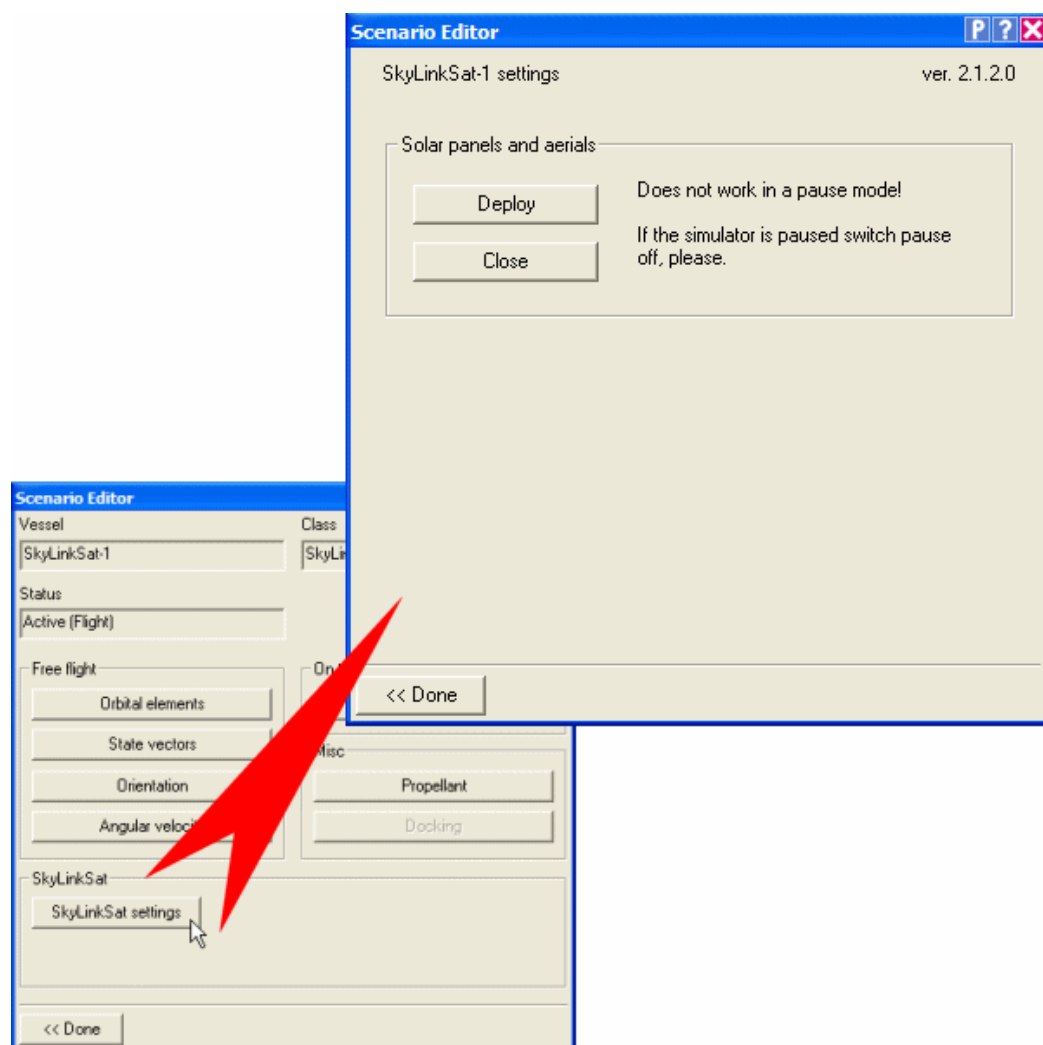 Scenario Editor P ?
SkyLinkSat-1 settings ver. 2.1.2.0
Solar panels and aerials
Deploy
Close
Does not work in a pause mode!
If the simulator is paused switch pause
off, please.
<< Done
Scenario Editor
Vessel Class
SkyLinkSat-1
Status
Active (Flight)
Free flight
Orbital elements
State vectors
Orientation
Angular
Misc
Propellant
Docking
SkyLinkSat
SkyLinkSat settings
<< Done